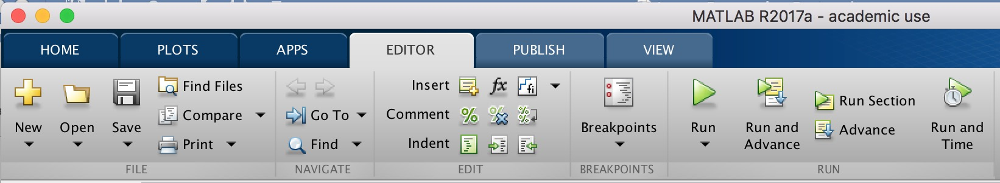 MATLAB R2017a - academic use
HOME PLOTS APPS EDITOR PUBLISH VIEW
New
Open
Save
Find Files
Compare
Print
FILE
Go To
Find
NAVIGATE
Insert fx fi
Comment % % %
Indent
EDIT
Breakpoints
BREAKPOINTS
Run
Run and
Advance
Run Section
Advance
Run and
Time
RUN